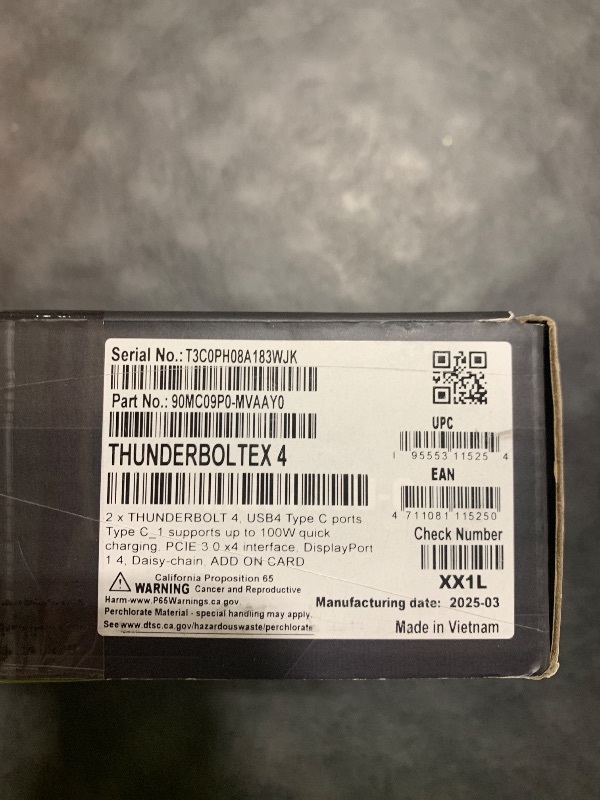 Serial No.: T3C0PH08A183WJK
Part No.: 90MC09P0-MVAAY0
THUNDERBOLTEX 4
2 x THUNDERBOLT 4, USB4 Type C ports
Type C_1 supports up to 100W quick
charging, PCIE 3.0 x4 interface, DisplayPort
1.4, Daisy-chain, ADD ON CARD
California Proposition 65
WARNING Cancer and Reproductive
Harm-www.P65Warnings.ca.gov.
Perchlorate Material - special handling may apply.
See www.dtsc.ca.gov/hazardouswaste/perchlorate
UPC
1 95553 11525 4
EAN
4 711081 115250
Check Number
XX1L
Manufacturing date: 2025-03
Made in Vietnam